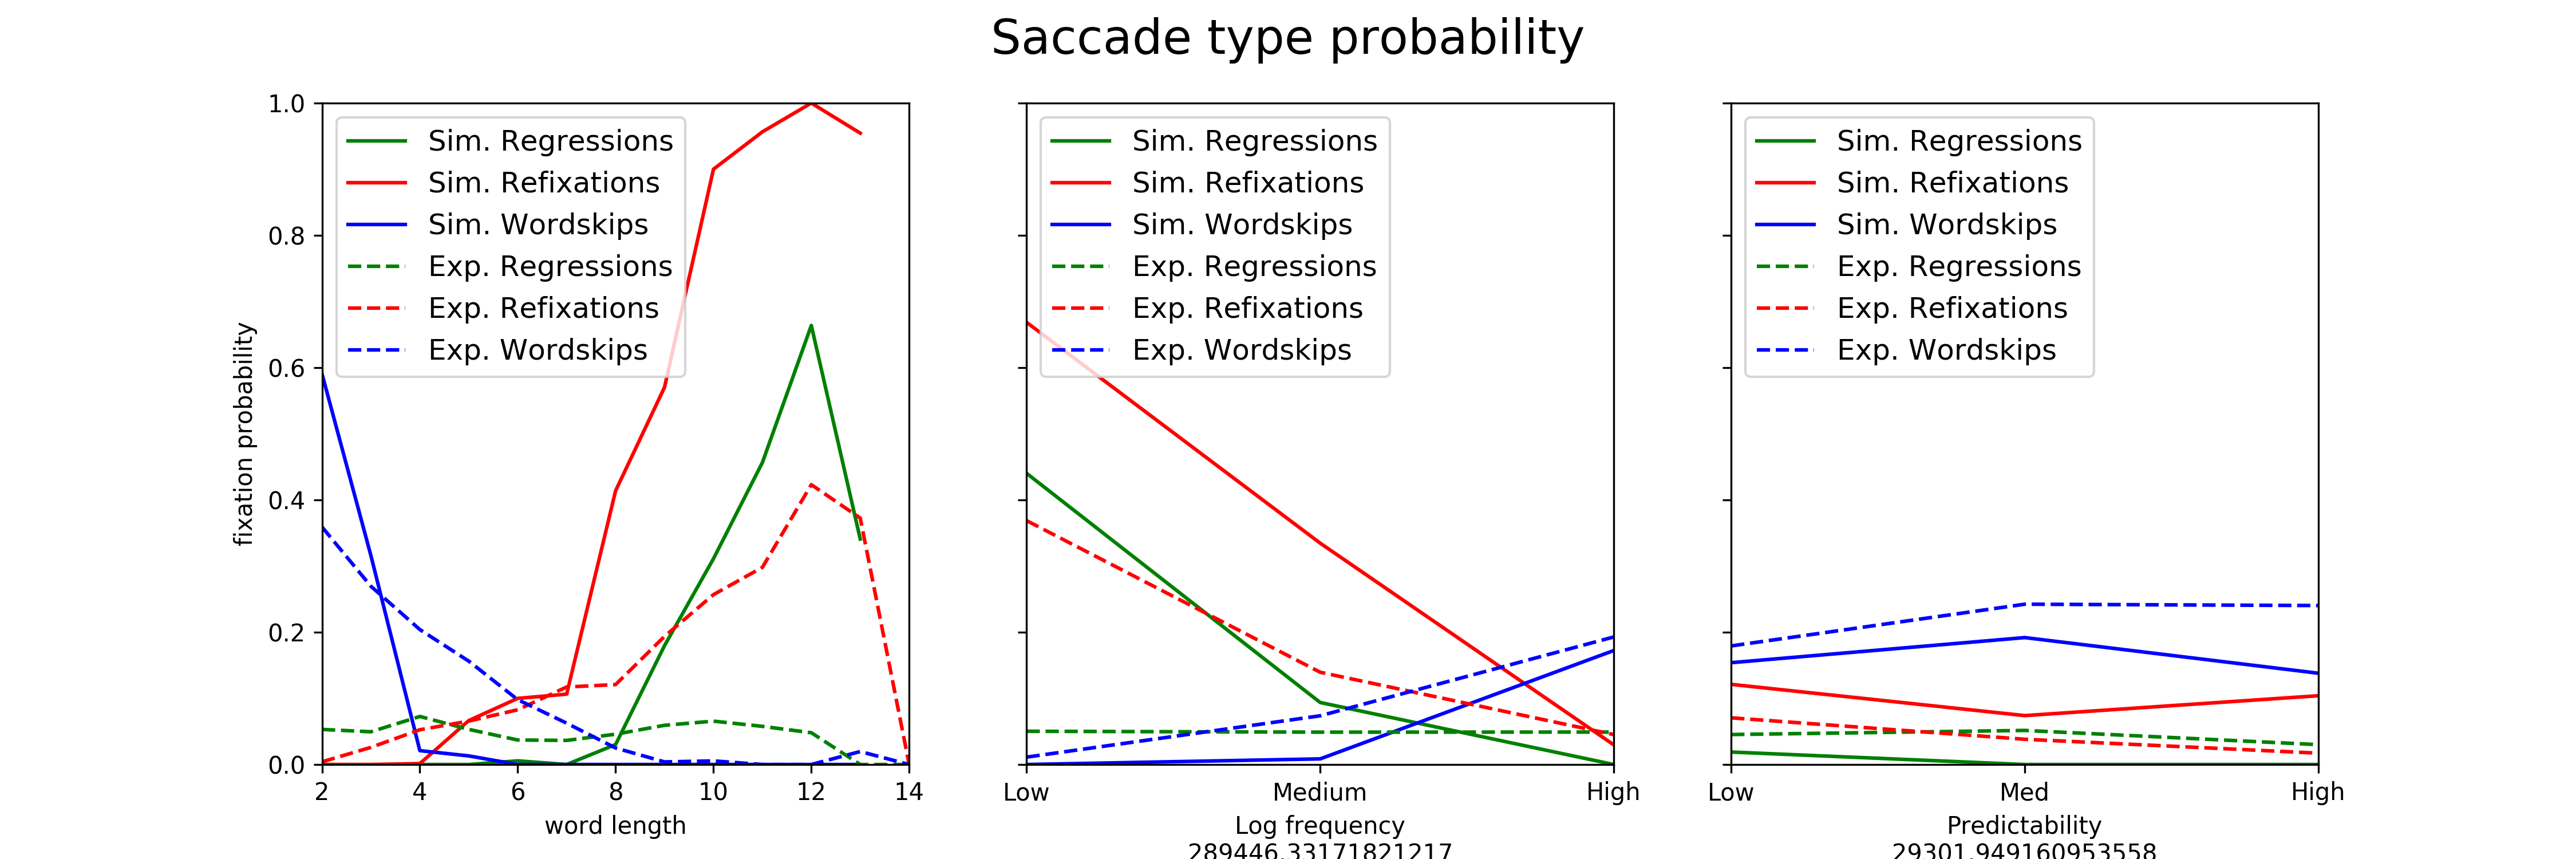 Saccade type probability
1.0
0.8
0.6
0.4
0.2
0.0
fixation probability
Sim. Regressions
Sim. Refixations
Sim. Wordskips
Exp. Regressions
Exp. Refixations
Exp. Wordskips
2 4 6 8 10 12 14
word length
Sim. Regressions
Sim. Refixations
Sim. Wordskips
Exp. Regressions
Exp. Refixations
Exp. Wordskips
Low Medium High
Log frequency
289446.33171821217
Sim. Regressions
Sim. Refixations
Sim. Wordskips
Exp. Regressions
Exp. Refixations
Exp. Wordskips
Low Med High
Predictability
29301.949160953558